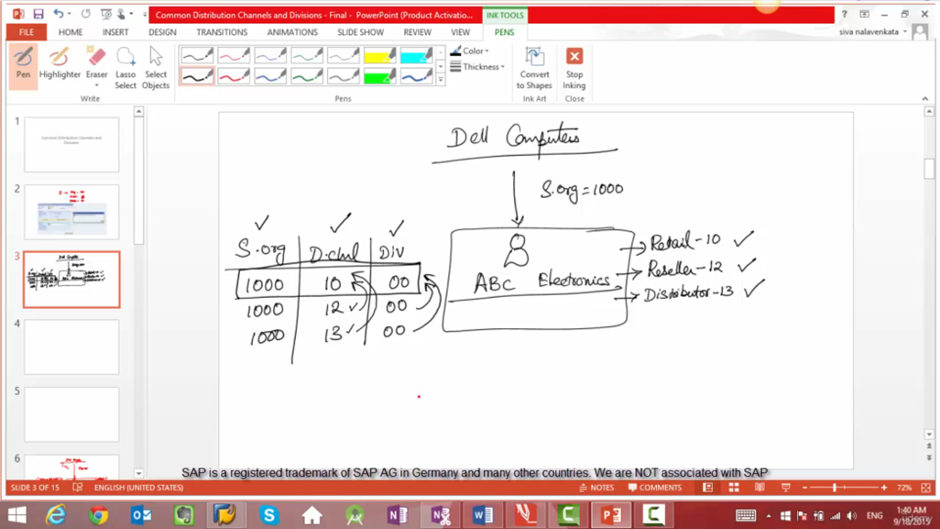 Common Distribution Channels and Divisions - Final - PowerPoint (Product Activatio...
INK TOOLS
FILE HOME INSERT DESIGN TRANSITIONS ANIMATIONS SLIDE SHOW REVIEW VIEW PENS
siva nalavenkata
Pen
Highlighter
Eraser
Lasso Select
Select Objects
Color
Thickness
Convert to Shapes
Stop Inking
Write
Pens
Ink Art
Close
1
Common Distribution Channels and Divisions
2
3
4
5
6
Dell Computers
S.org=1000
S.org D.chnl Div
1000 10 00
1000 12 00
1000 13 00
ABC Electronics
Retail-10
Reseller-12
Distributor-13
SAP is a registered trademark of SAP AG in Germany and many other countries. We are NOT associated with SAP
SLIDE 3 OF 15
ENGLISH (UNITED STATES)
NOTES
COMMENTS
72%
ENG
1:40 AM
9/10/2013